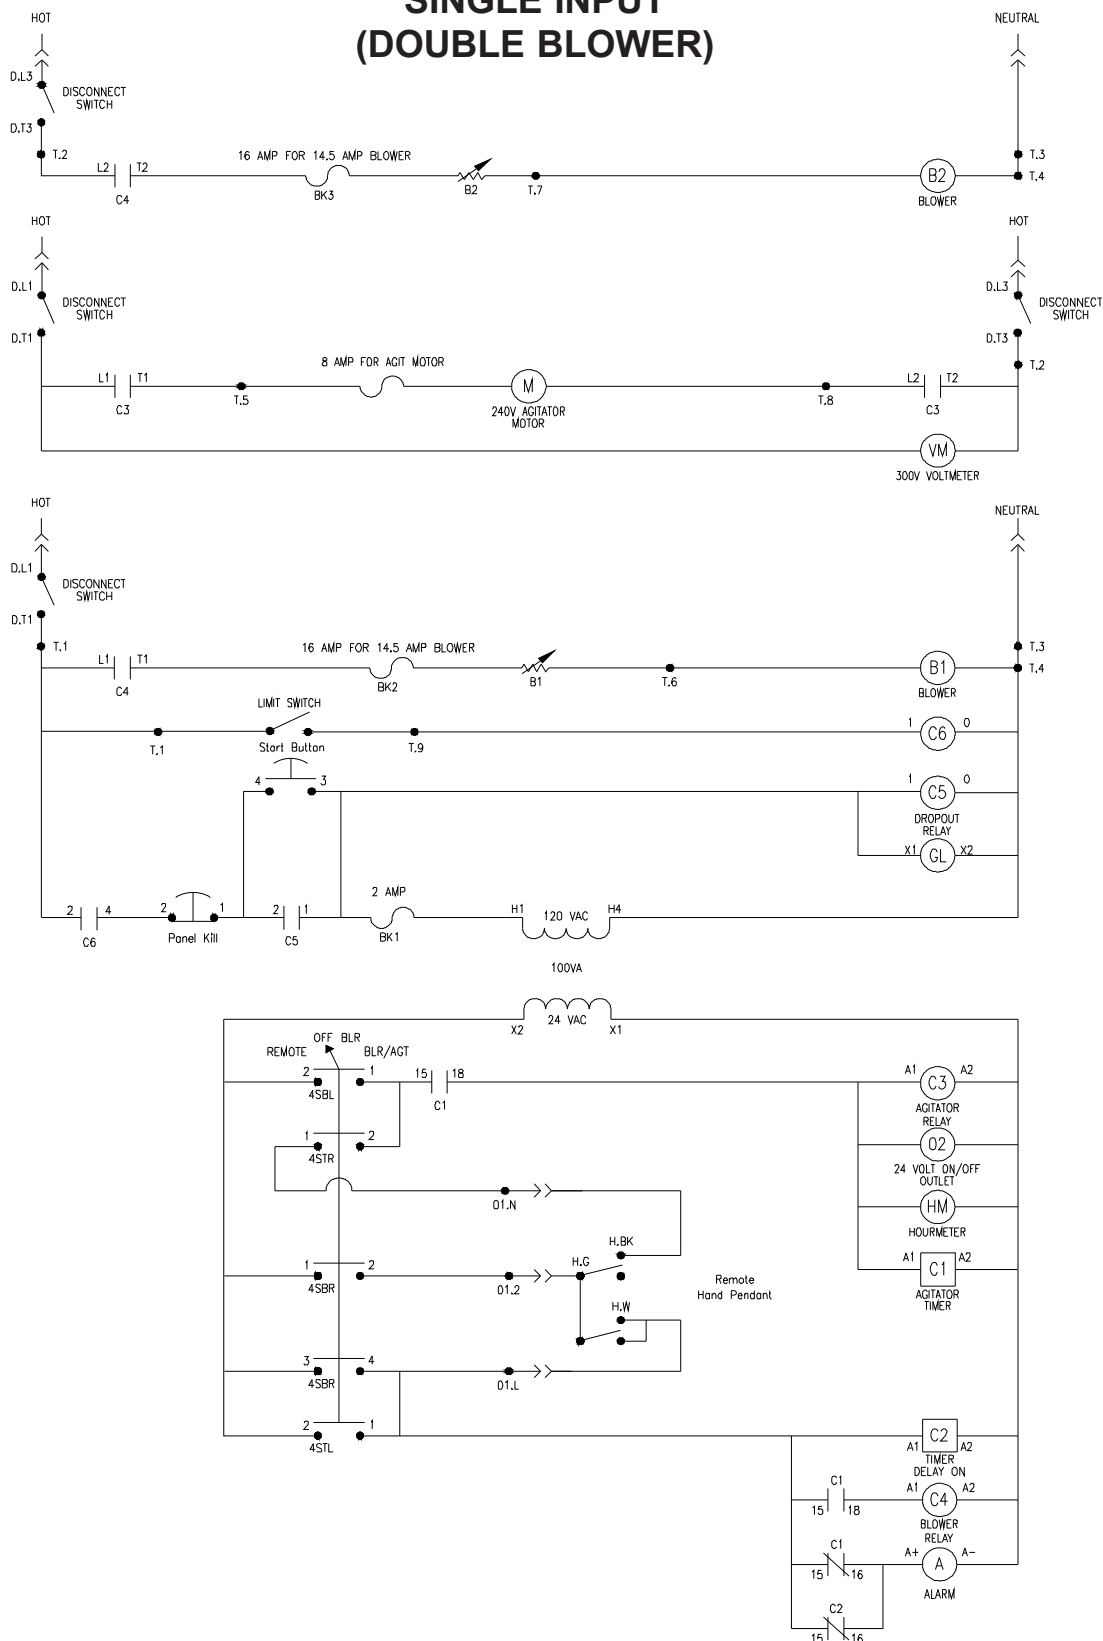 SINGLE INPUT
(DOUBLE BLOWER)
HOT
NEUTRAL
D.L3
DISCONNECT
SWITCH
D.T3
T.2
L2 T2
C4
16 AMP FOR 14.5 AMP BLOWER
BK3
B2
T.7
B2
BLOWER
T.3
T.4
HOT
HOT
D.L1
DISCONNECT
SWITCH
D.T1
D.L3
DISCONNECT
SWITCH
D.T3
T.2
L1 T1
C3
T.5
8 AMP FOR AGIT MOTOR
M
240V AGITATOR
MOTOR
T.8
L2 T2
C3
VM
300V VOLTMETER
HOT
NEUTRAL
D.L1
DISCONNECT
SWITCH
D.T1
T.1
L1 T1
C4
16 AMP FOR 14.5 AMP BLOWER
BK2
B1
T.6
B1
BLOWER
T.3
T.4
LIMIT SWITCH
T.1
T.9
1 C6 0
Start Button
4 3
1 C5 0
DROPOUT
RELAY
X1 GL X2
2 4
C6
2 1
Panel Kill
2 1
C5
2 AMP
BK1
H1 120 VAC H4
100VA
X2 24 VAC X1
OFF BLR
REMOTE BLR/AGT
2 1
4SBL
15 18
C1
A1 C3 A2
AGITATOR
RELAY
1 2
4STR
O2
24 VOLT ON/OFF
OUTLET
O1.N
HM
HOURMETER
H.BK
A1 C1 A2
AGITATOR
TIMER
1 2
4SBR
O1.2
H.G
Remote
Hand Pendant
H.W
3 4
4SBR
O1.L
2 1
4STL
C2
A1 A2
TIMER
DELAY ON
C1
15 18
A1 C4 A2
BLOWER
RELAY
C1
15 16
A+ A A-
ALARM
C2
15 16